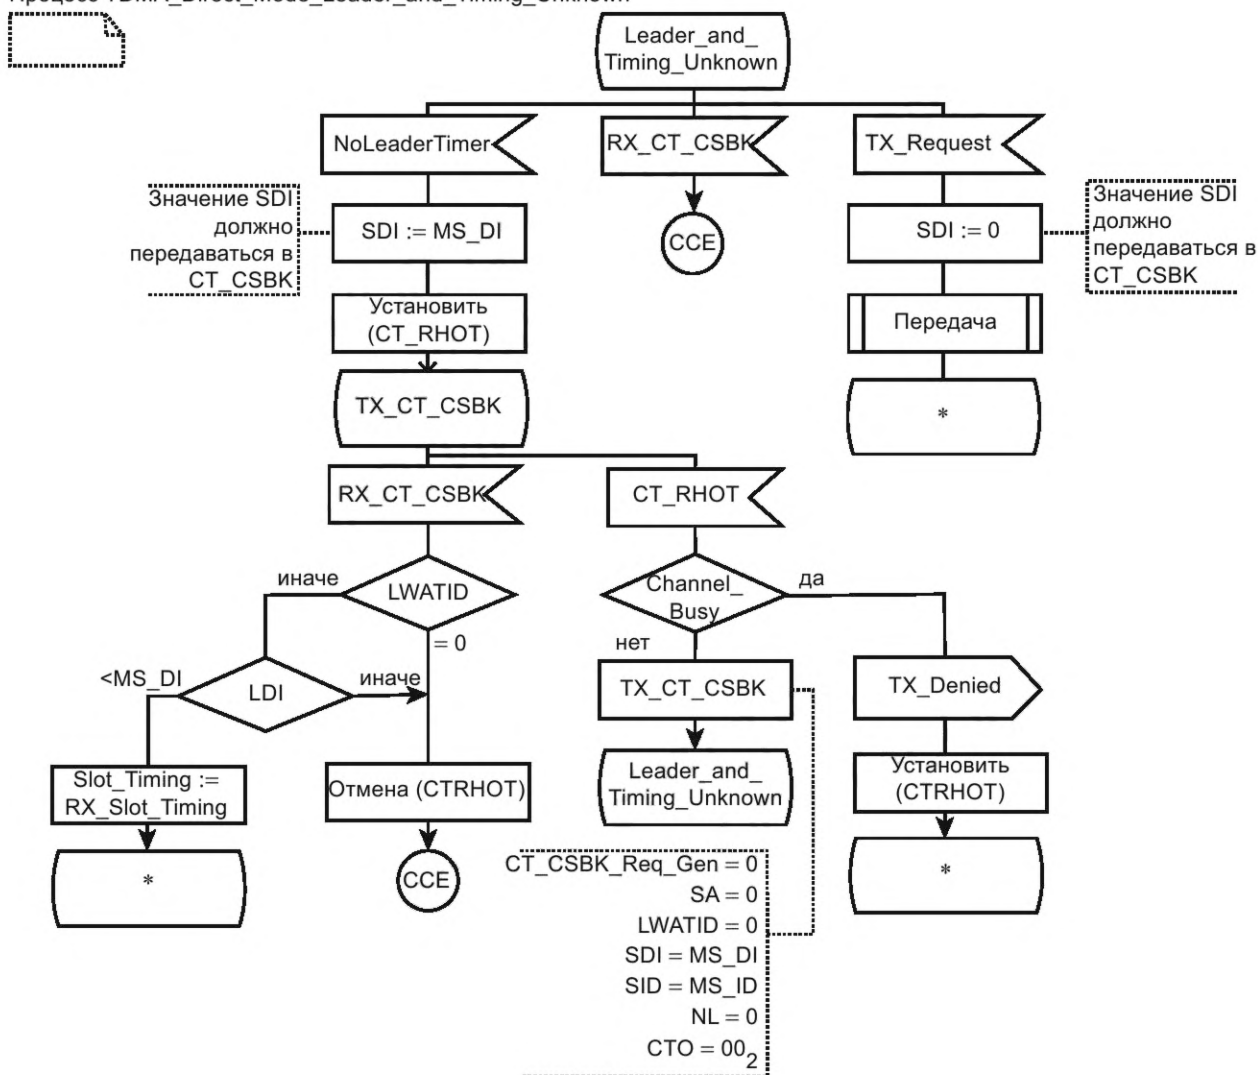 Процесс TDMA_Direct_Mode_Leader_and_Timing_Unknown
Leader_and_
Timing_Unknown
NoLeaderTimer
RX_CT_CSBK
TX_Request
Значение SDI
должно
передаваться в
CT_CSBK
SDI := MS_DI
CCE
SDI := 0
Значение SDI
должно
передаваться в
CT_CSBK
Установить
(CT_RHOT)
Передача
TX_CT_CSBK
*
RX_CT_CSBK
CT_RHOT
иначе
LWATID
Channel_
Busy
да
= 0
нет
<MS_DI
LDI
иначе
TX_CT_CSBK
TX_Denied
Slot_Timing :=
RX_Slot_Timing
Отмена (CTRHOT)
Leader_and_
Timing_Unknown
Установить
(CTRHOT)
*
CCE
*
CT_CSBK_Req_Gen = 0
SA = 0
LWATID = 0
SDI = MS_DI
SID = MS_ID
NL = 0
CTO = 00₂